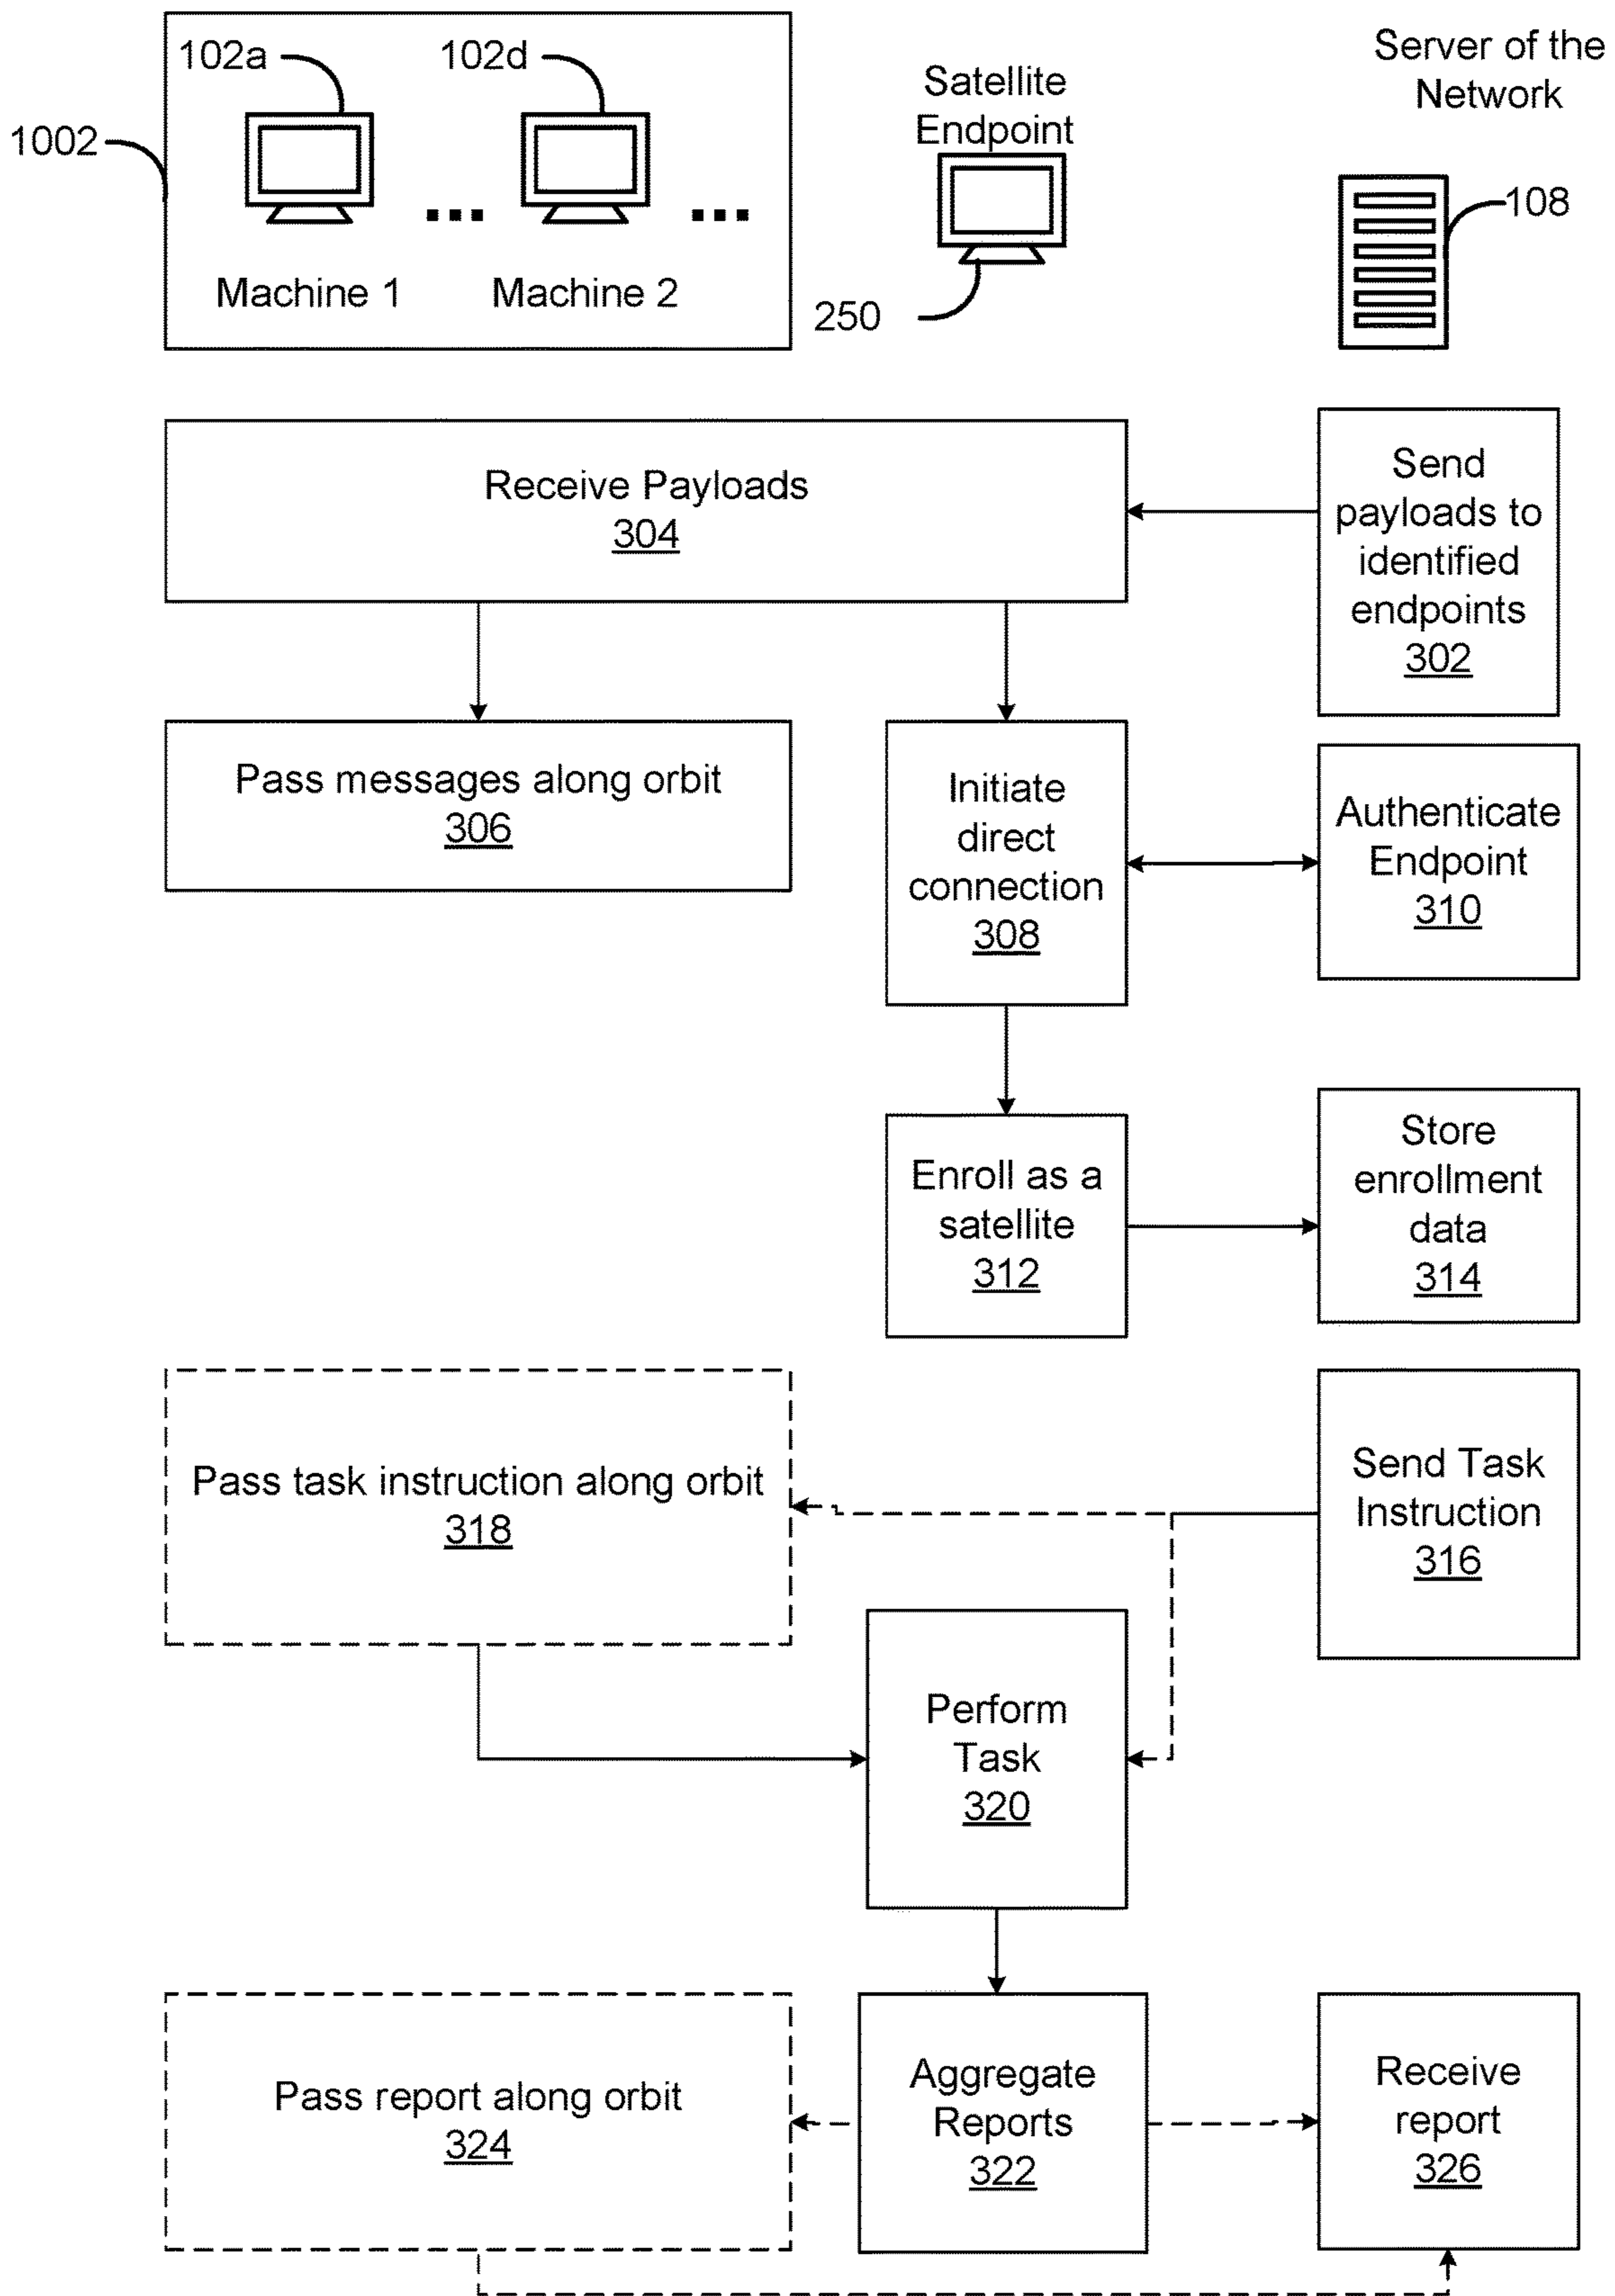 102a
102d
1002
Machine 1
Machine 2
Satellite
Endpoint
250
Server of the
Network
108
Receive Payloads
304
Send
payloads to
identified
endpoints
302
Pass messages along orbit
306
Initiate
direct
connection
308
Authenticate
Endpoint
310
Enroll as a
satellite
312
Store
enrollment
data
314
Pass task instruction along orbit
318
Send Task
Instruction
316
Perform
Task
320
Pass report along orbit
324
Aggregate
Reports
322
Receive
report
326